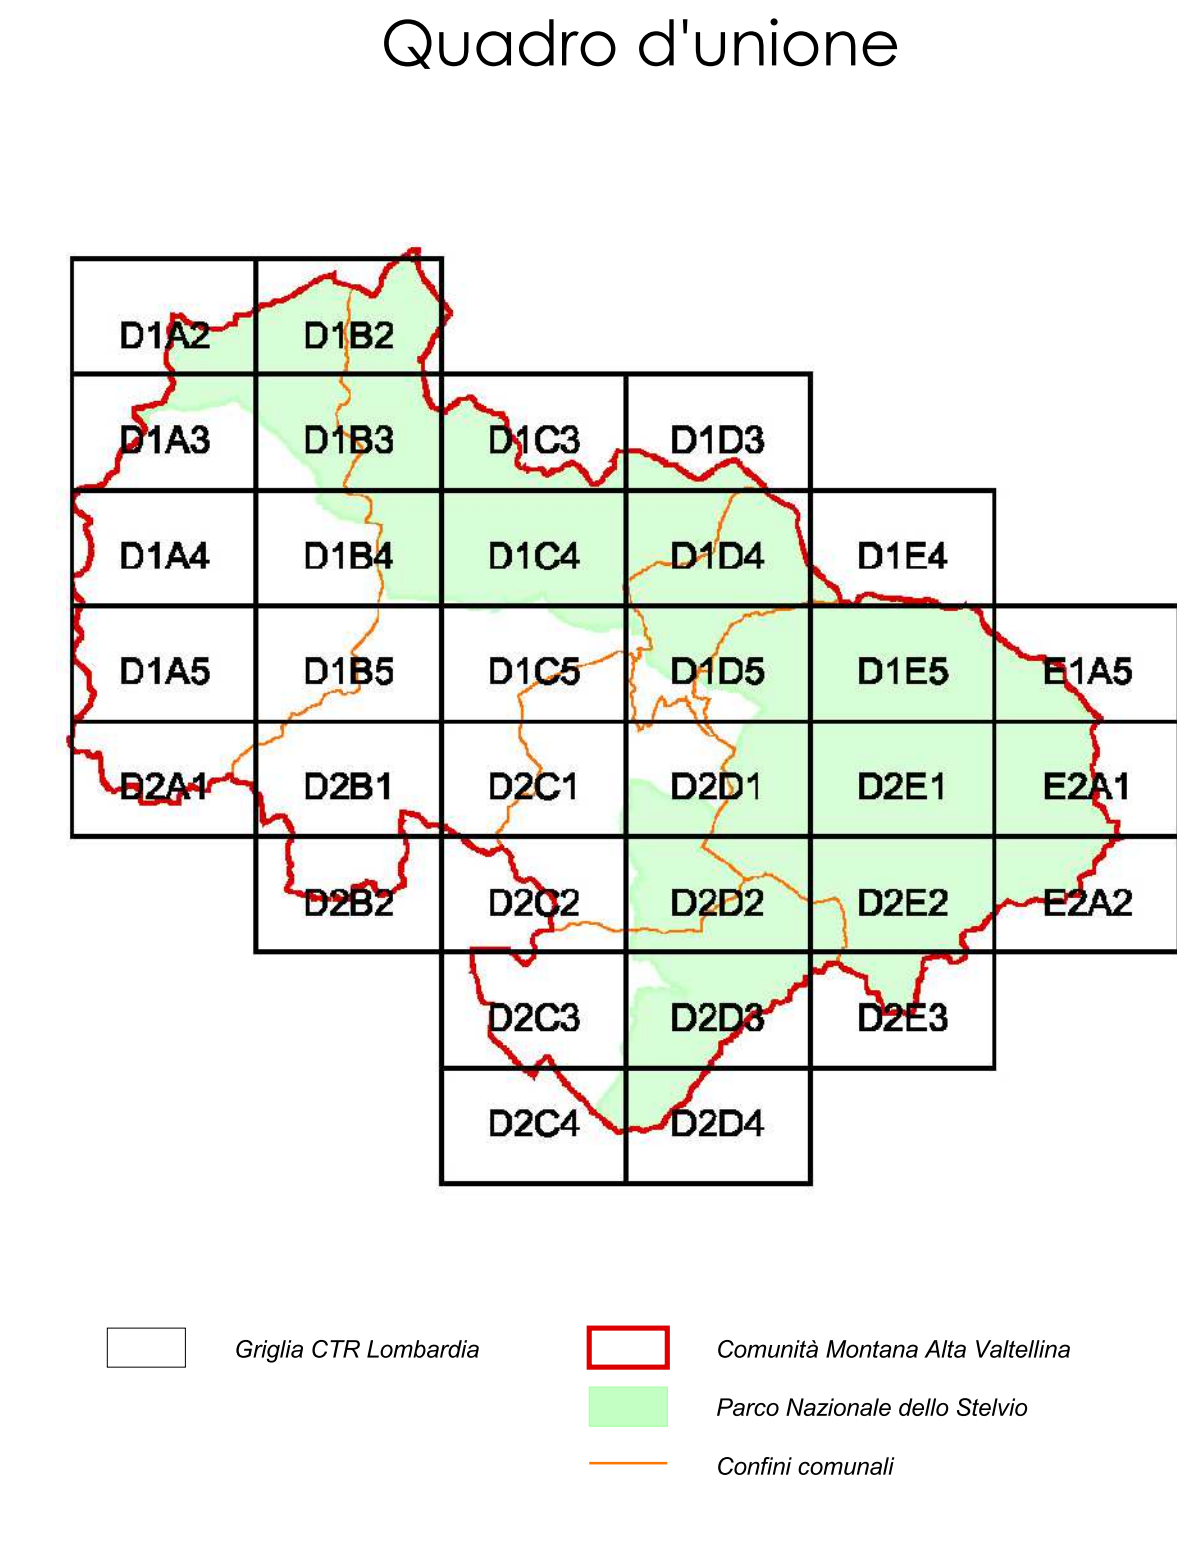 Quadro d'unione
D1A2 D1B2
D1A3 D1B3 D1C3 D1D3
D1A4 D1B4 D1C4 D1D4 D1E4
D1A5 D1B5 D1C5 D1D5 D1E5 E1A5
D2A1 D2B1 D2C1 D2D1 D2E1 E2A1
D2B2 D2C2 D2D2 D2E2 E2A2
D2C3 D2D3 D2E3
D2C4 D2D4
Griglia CTR Lombardia
Comunità Montana Alta Valtellina
Parco Nazionale dello Stelvio
Confini comunali